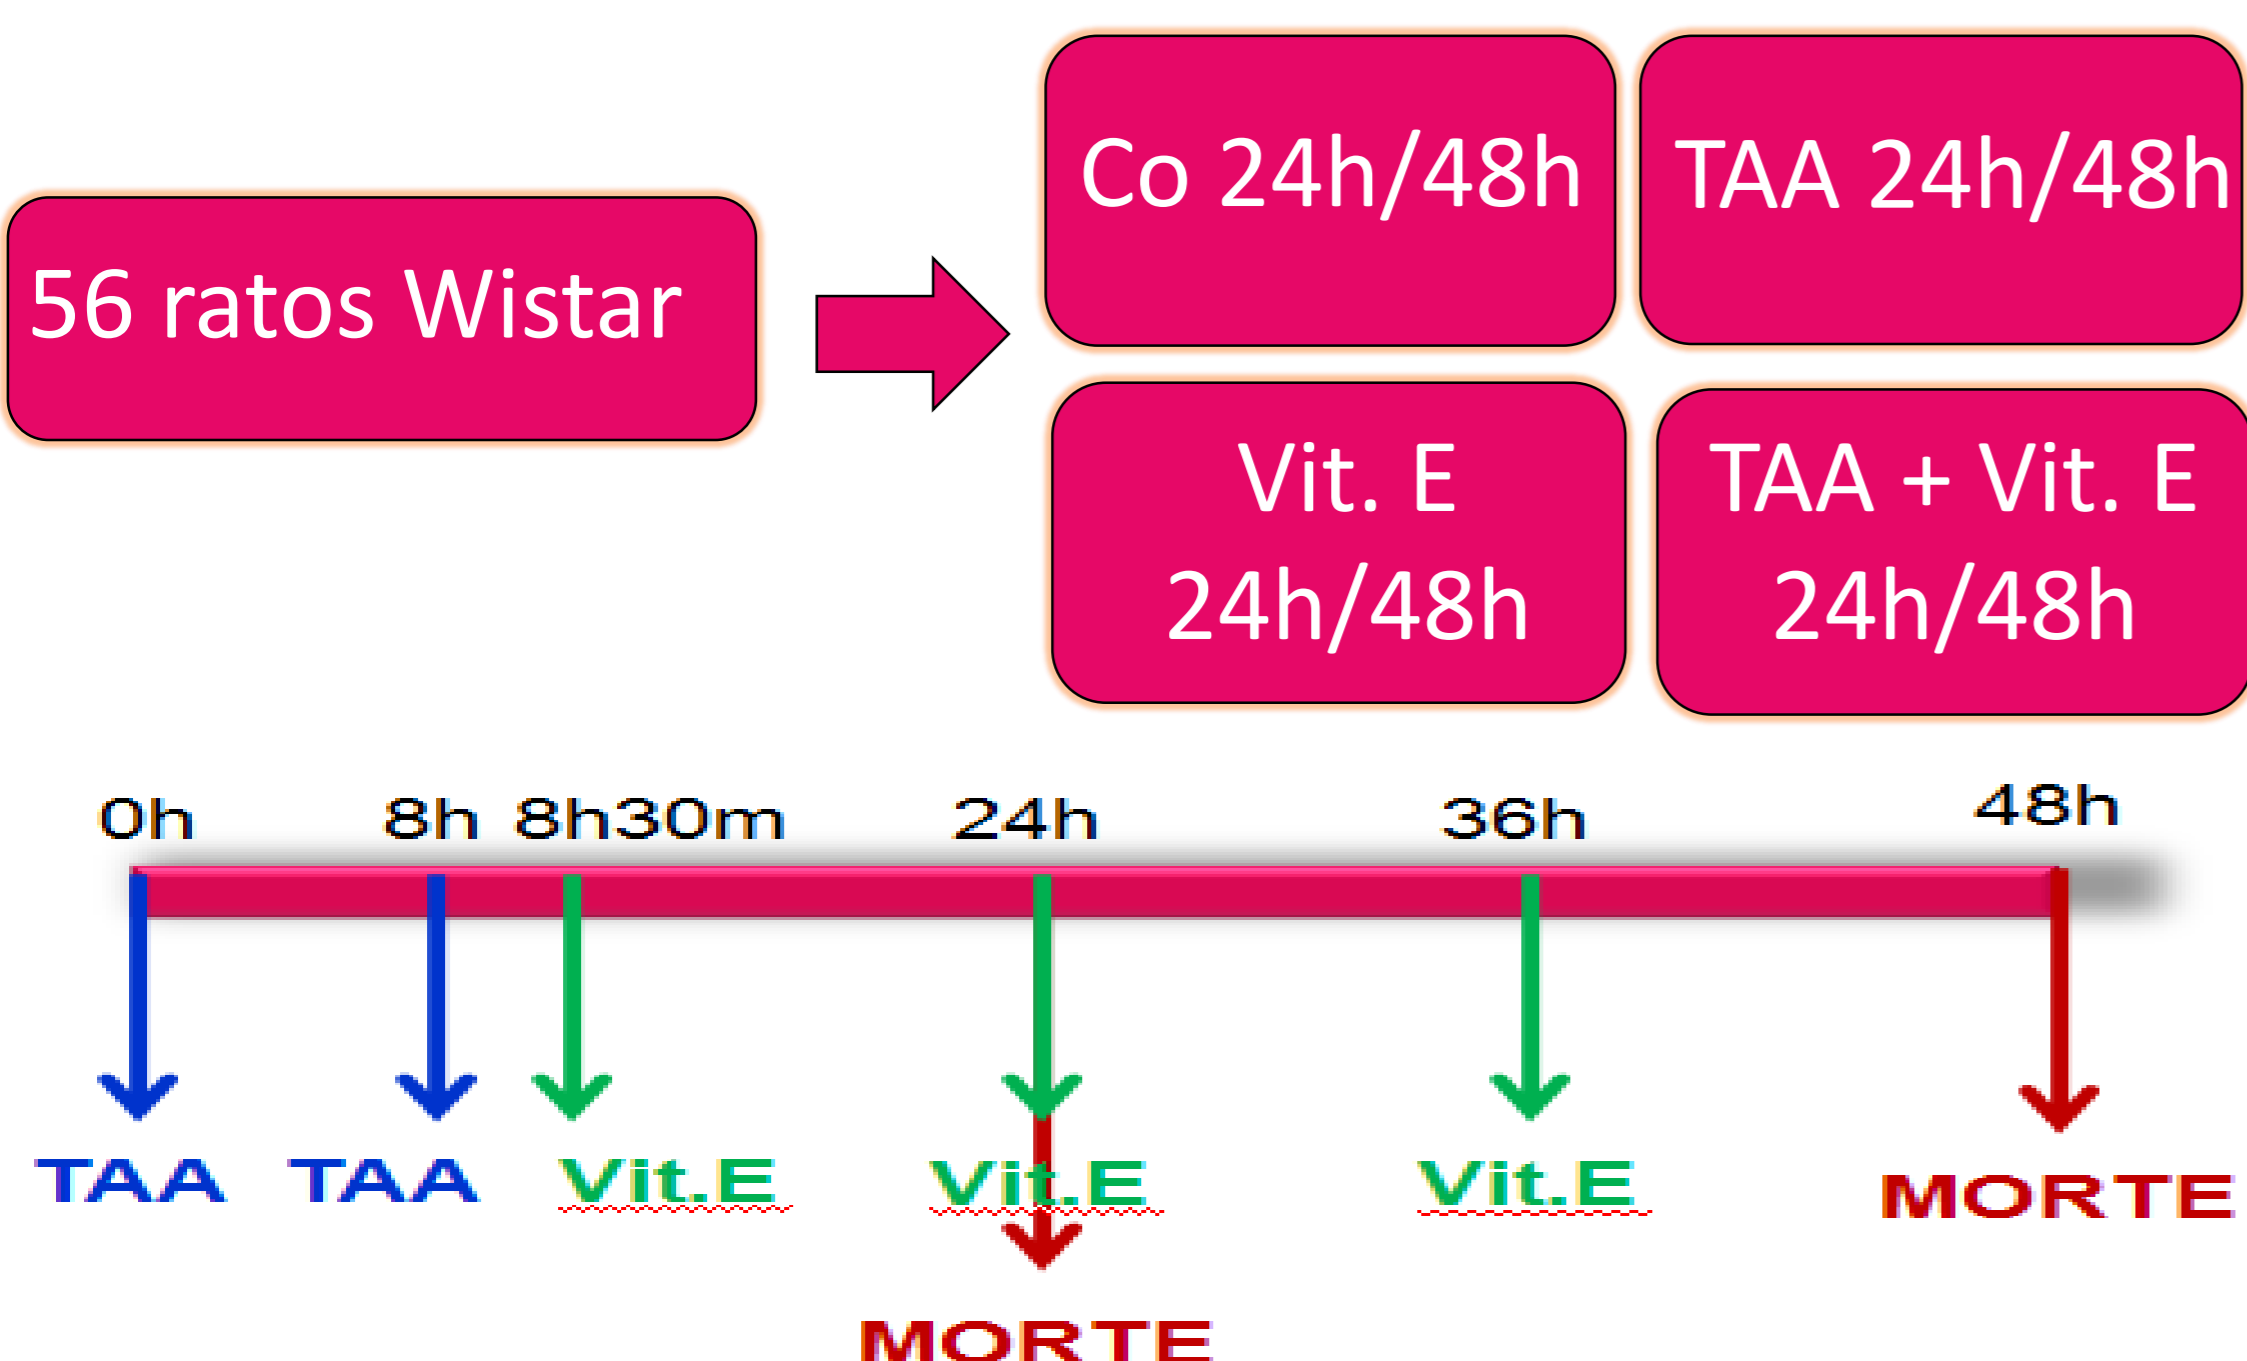 56 ratos Wistar
Co 24h/48h
TAA 24h/48h
Vit. E
24h/48h
TAA + Vit. E
24h/48h
0h 8h 8h30m 24h 36h 48h
TAA TAA Vit.E Vit.E Vit.E MORTE
MORTE